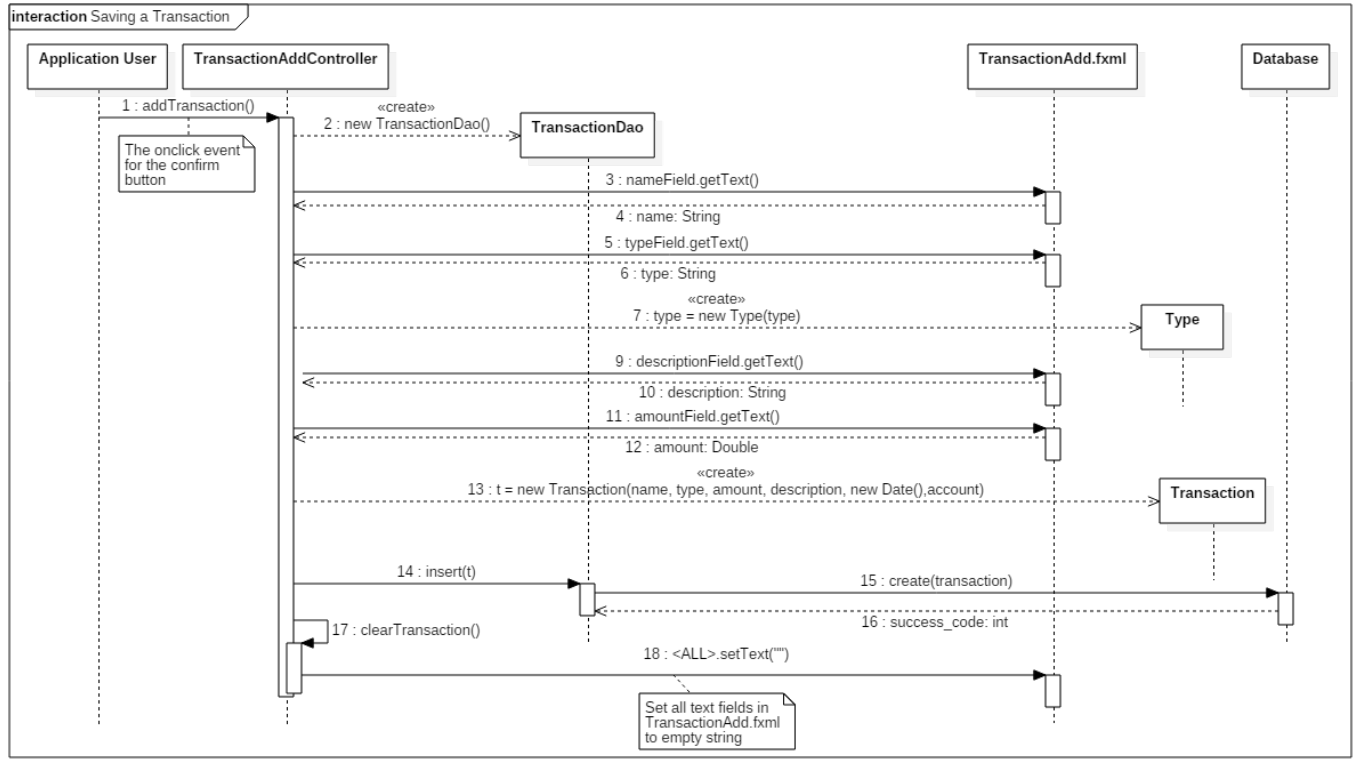 interaction Saving a Transaction
Application User
TransactionAddController
TransactionAdd.fxml
Database
1 : addTransaction()
«create»
2 : new TransactionDao()
TransactionDao
The onclick event
for the confirm
button
3 : nameField.getText()
4 : name: String
5 : typeField.getText()
6 : type: String
«create»
7 : type = new Type(type)
Type
9 : descriptionField.getText()
10 : description: String
11 : amountField.getText()
12 : amount: Double
«create»
13 : t = new Transaction(name, type, amount, description, new Date(),account)
Transaction
14 : insert(t)
15 : create(transaction)
16 : success_code: int
17 : clearTransaction()
18 : <ALL>.setText("")
Set all text fields in
TransactionAdd.fxml
to empty string